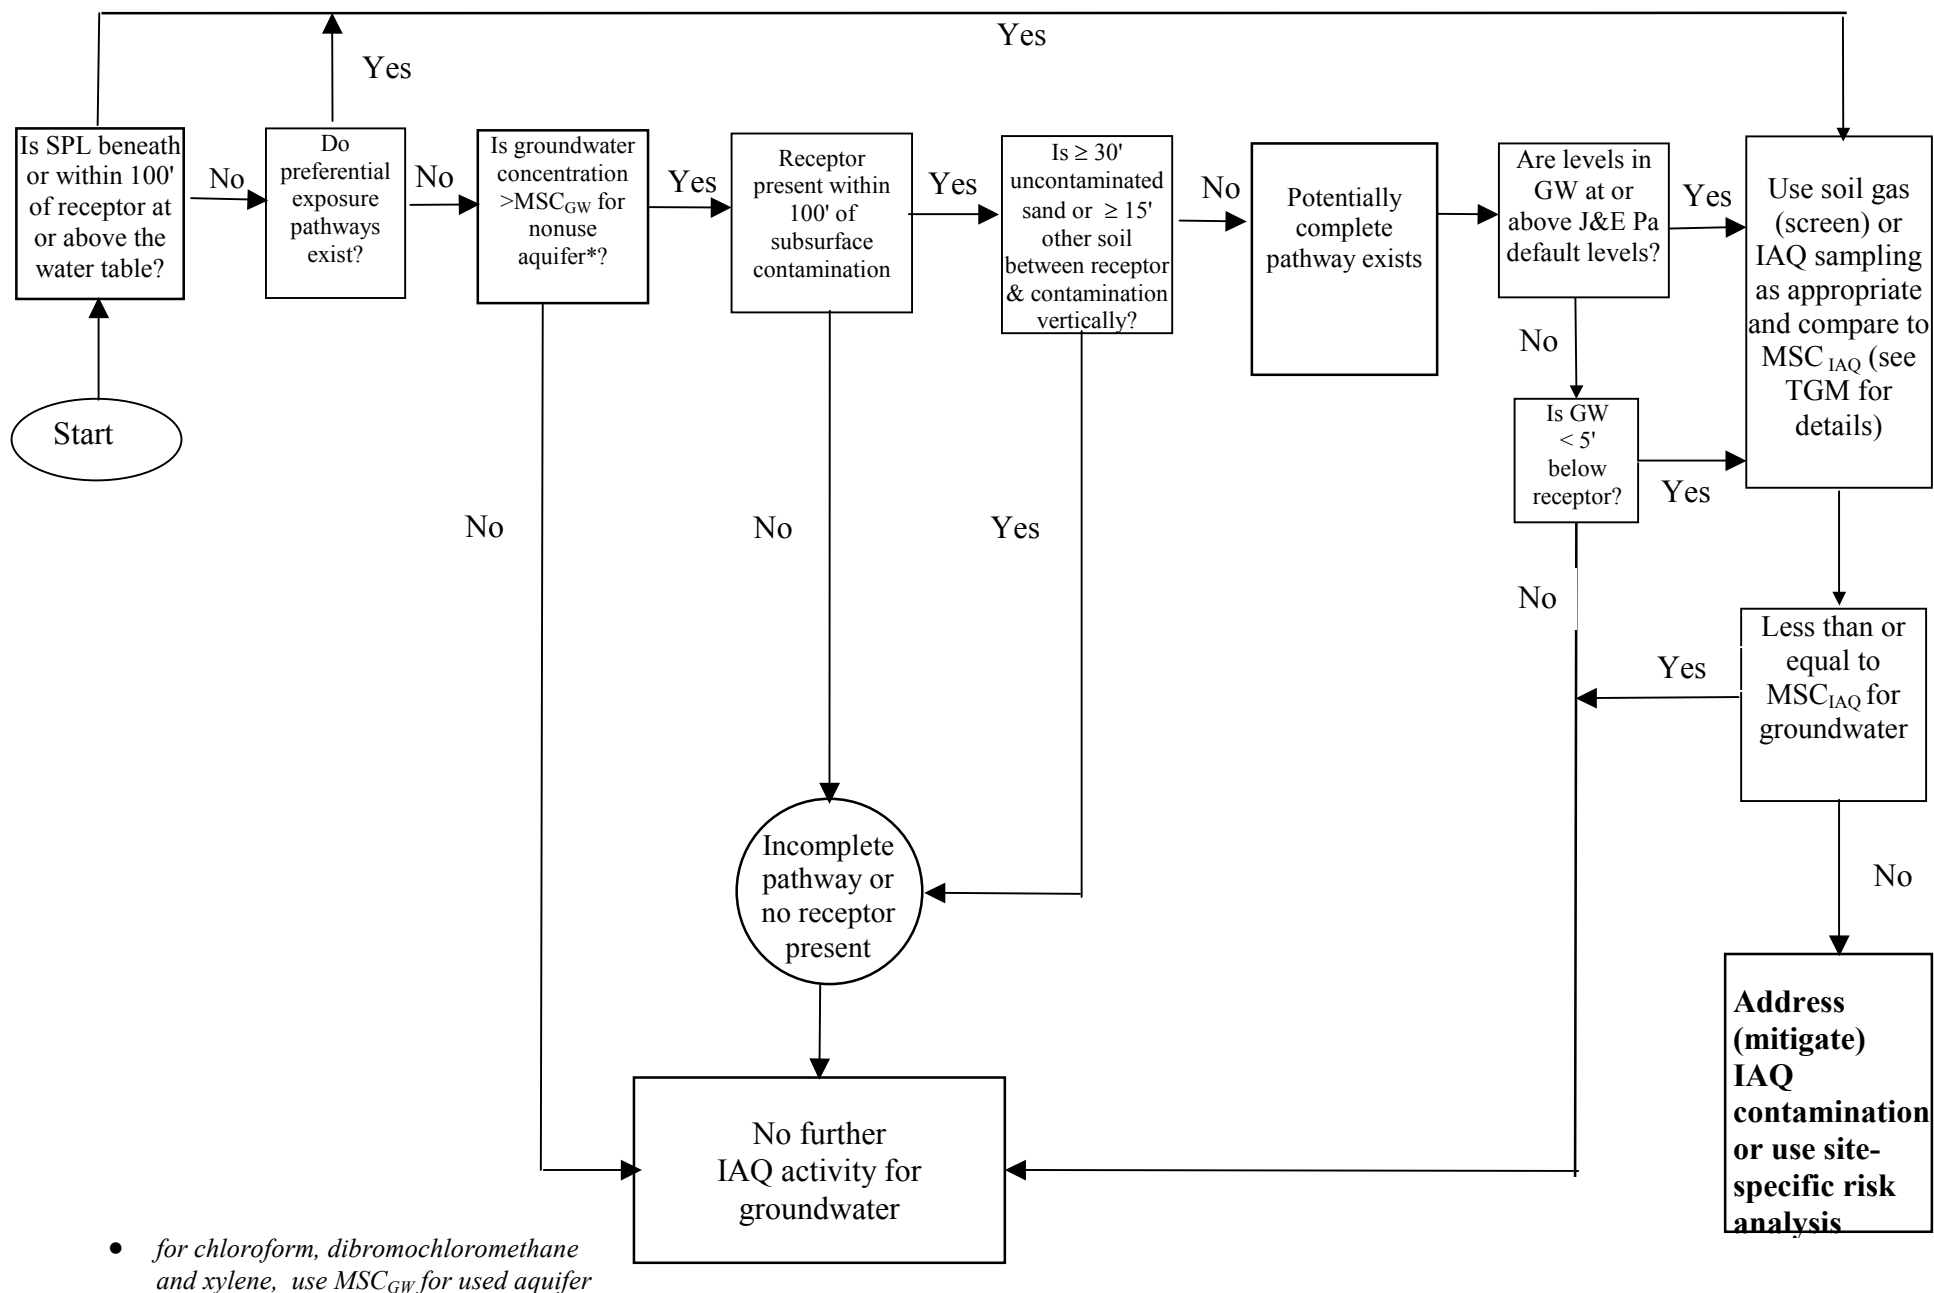 Yes
Yes
Is SPL beneath
or within 100'
of receptor at
or above the
water table?
No
Do
preferential
exposure
pathways
exist?
No
Is groundwater
concentration
>MSC_GW for
nonuse
aquifer*?
Yes
Receptor
present within
100' of
subsurface
contamination
Yes
Is ≥ 30'
uncontaminated
sand or ≥ 15'
other soil
between receptor
& contamination
vertically?
No
Potentially
complete
pathway exists
Are levels in
GW at or
above J&E Pa
default levels?
Yes
Use soil gas
(screen) or
IAQ sampling
as appropriate
and compare to
MSC IAQ (see
TGM for
details)
No
Is GW
< 5'
below
receptor?
Yes
Start
No
No
Yes
No
Less than or
equal to
MSC_IAQ for
groundwater
Yes
No
Incomplete
pathway or
no receptor
present
Address
(mitigate)
IAQ
contamination
or use site-
specific risk
analysis
No further
IAQ activity for
groundwater
• for chloroform, dibromochloromethane
and xylene, use MSC_GW for used aquifer